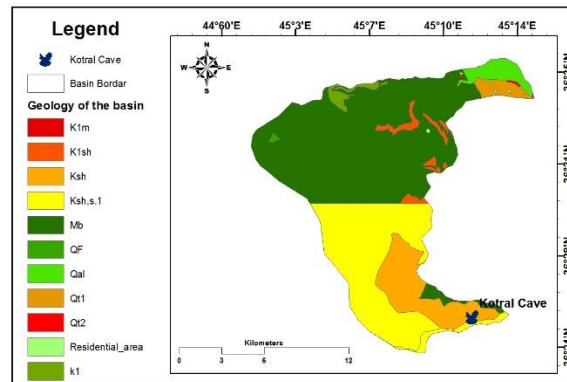 Legend
Kotral Cave
Basin Bordar
Geology of the basin
K1m
K1sh
Ksh
Ksh,s.1
Mb
QF
Qal
Qt1
Qt2
Residential_area
k1
44°60'E 45°3'E 45°7'E 45°10'E 45°14'E
N
W E
S
Kotral Cave
Kilometers
0 3 6 12